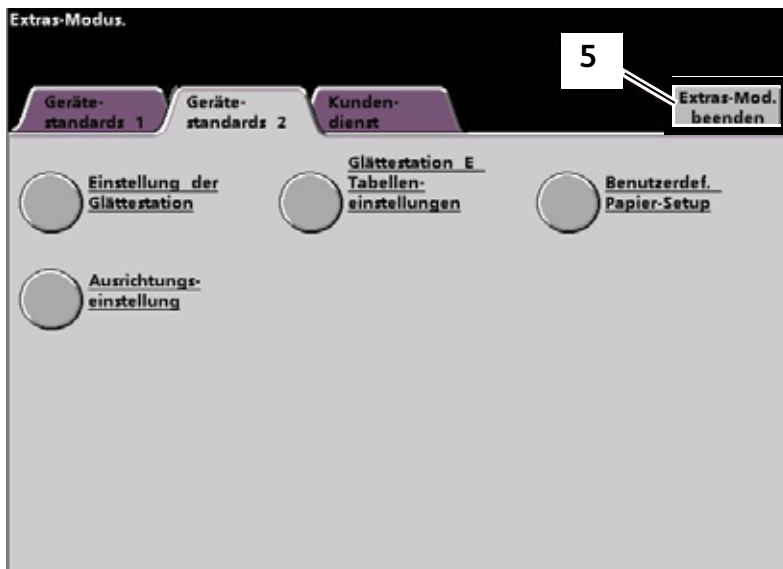 Extras-Modus.
5
Geräte-
standards 1
Geräte-
standards 2
Kunden-
dienst
Extras-Mod.
beenden
Einstellung der
Glättestation
Glättestation E
Tabellen-
einstellungen
Benutzerdef.
Papier-Setup
Ausrichtungs-
einstellung